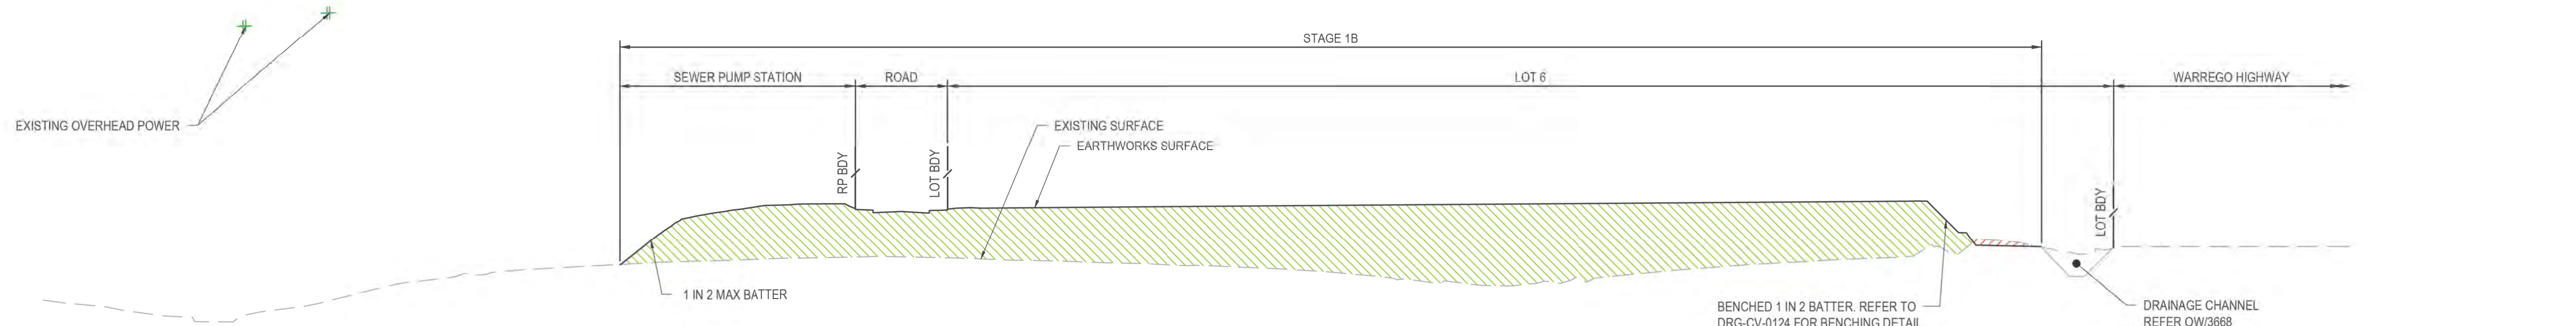 STAGE 1B
SEWER PUMP STATION
ROAD
LOT 6
WARREGO HIGHWAY
EXISTING OVERHEAD POWER
EXISTING SURFACE
EARTHWORKS SURFACE
RP BDY
LOT BDY
LOT BDY
1 IN 2 MAX BATTER
BENCHED 1 IN 2 BATTER. REFER TO
DRG-CV-0124 FOR BENCHING DETAIL
DRAINAGE CHANNEL
REFER OW/3668